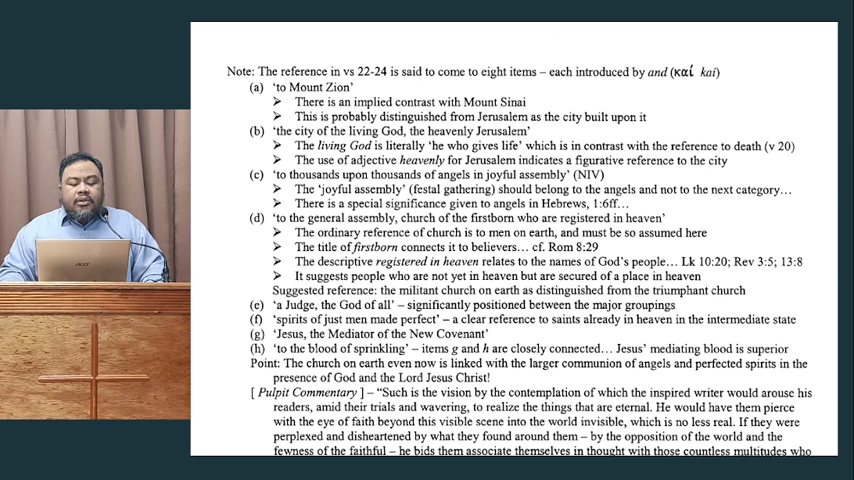 Note: The reference in vs 22-24 is said to come to eight items – each introduced by and (καί kai)
(a) ‘to Mount Zion’
➢ There is an implied contrast with Mount Sinai
➢ This is probably distinguished from Jerusalem as the city built upon it
(b) ‘the city of the living God, the heavenly Jerusalem’
➢ The living God is literally ‘he who gives life’ which is in contrast with the reference to death (v 20)
➢ The use of adjective heavenly for Jerusalem indicates a figurative reference to the city
(c) ‘to thousands upon thousands of angels in joyful assembly’ (NIV)
➢ The ‘joyful assembly’ (festal gathering) should belong to the angels and not to the next category…
➢ There is a special significance given to angels in Hebrews, 1:6ff…
(d) ‘to the general assembly, church of the firstborn who are registered in heaven’
➢ The ordinary reference of church is to men on earth, and must be so assumed here
➢ The title of firstborn connects it to believers… cf. Rom 8:29
➢ The descriptive registered in heaven relates to the names of God’s people… Lk 10:20; Rev 3:5; 13:8
➢ It suggests people who are not yet in heaven but are secured of a place in heaven
Suggested reference: the militant church on earth as distinguished from the triumphant church
(e) ‘a Judge, the God of all’ – significantly positioned between the major groupings
(f) ‘spirits of just men made perfect’ – a clear reference to saints already in heaven in the intermediate state
(g) ‘Jesus, the Mediator of the New Covenant’
(h) ‘to the blood of sprinkling’ – items g and h are closely connected… Jesus’ mediating blood is superior
Point: The church on earth even now is linked with the larger communion of angels and perfected spirits in the
presence of God and the Lord Jesus Christ!
[ Pulpit Commentary ] – “Such is the vision by the contemplation of which the inspired writer would arouse his
readers, amid their trials and wavering, to realize the things that are eternal. He would have them pierce
with the eye of faith beyond this visible scene into the world invisible, which is no less real. If they were
perplexed and disheartened by what they found around them – by the opposition of the world and the
fewness of the faithful – he bids them associate themselves in thought with those countless multitudes who
acer